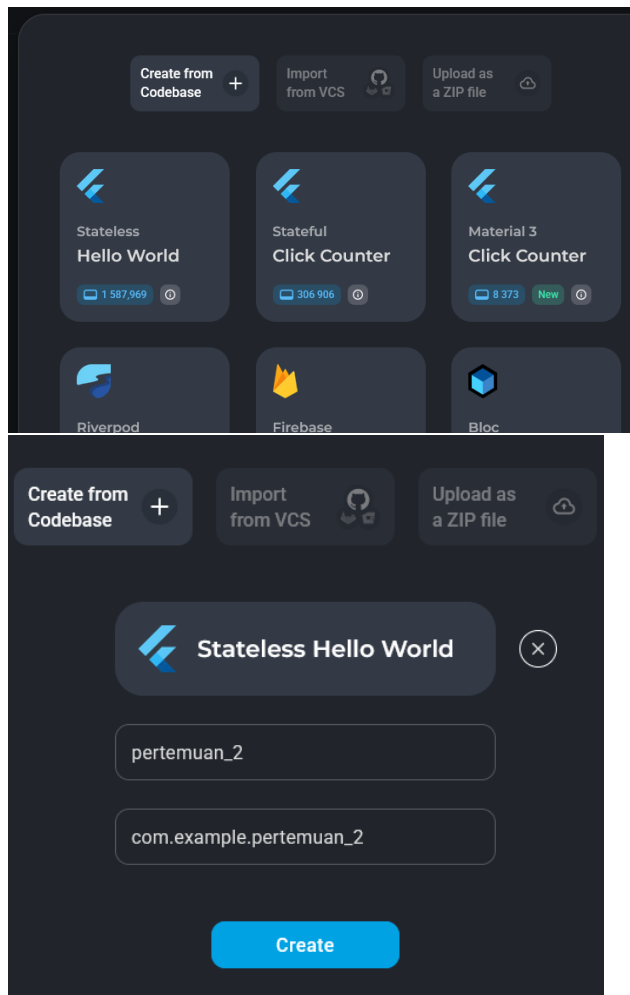 Create from
Codebase
Import
from VCS
Upload as
a ZIP file
Stateless
Hello World
1 587,969
Stateful
Click Counter
306 906
Material 3
Click Counter
8 373
New
Riverpod
Firebase
Bloc
Create from
Codebase
Import
from VCS
Upload as
a ZIP file
Stateless Hello World
pertemuan_2
com.example.pertemuan_2
Create